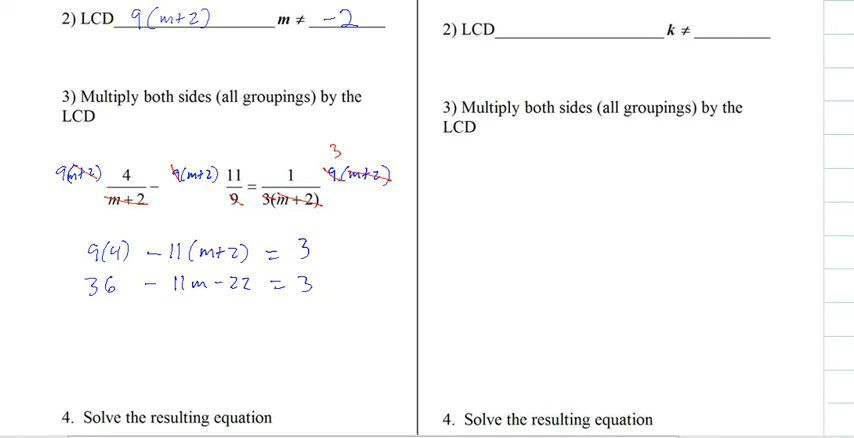 2) LCD 9(m+2) m ≠ -2
3) Multiply both sides (all groupings) by the
LCD
3
9(m+2) 4/(m+2) − 9(m+2) 11/9 = 1/(3(m+2)) 9(m+2)
9(4) - 11(m+2) = 3
36 - 11m - 22 = 3
4. Solve the resulting equation
2) LCD____________________ k ≠ _________
3) Multiply both sides (all groupings) by the
LCD
4. Solve the resulting equation